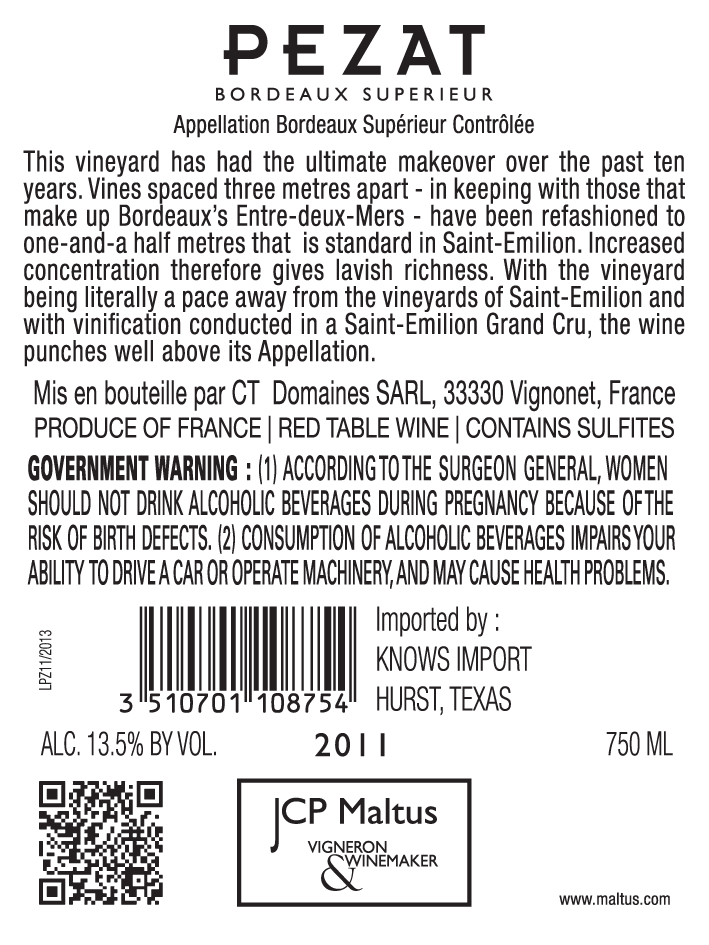 PEZAT
BORDEAUX SUPERIEUR
Appellation Bordeaux Supérieur Contrôlée
This vineyard has had the ultimate makeover over the past ten
years. Vines spaced three metres apart - in keeping with those that
make up Bordeaux's Entre-deux-Mers - have been refashioned to
one-and-a half metres that is standard in Saint-Emilion. Increased
concentration therefore gives lavish richness. With the vineyard
being literally a pace away from the vineyards of Saint-Emilion and
with vinification conducted in a Saint-Emilion Grand Cru, the wine
punches well above its Appellation.
Mis en bouteille par CT Domaines SARL, 33330 Vignonet, France
PRODUCE OF FRANCE | RED TABLE WINE | CONTAINS SULFITES
GOVERNMENT WARNING : (1) ACCORDING TO THE SURGEON GENERAL, WOMEN
SHOULD NOT DRINK ALCOHOLIC BEVERAGES DURING PREGNANCY BECAUSE OF THE
RISK OF BIRTH DEFECTS. (2) CONSUMPTION OF ALCOHOLIC BEVERAGES IMPAIRS YOUR
ABILITY TO DRIVE A CAR OR OPERATE MACHINERY, AND MAY CAUSE HEALTH PROBLEMS.
LPZ11/2013
3 510701 108754
Imported by :
KNOWS IMPORT
HURST, TEXAS
ALC. 13.5% BY VOL.
2011
750 ML
JCP Maltus
VIGNERON
&WINEMAKER
www.maltus.com